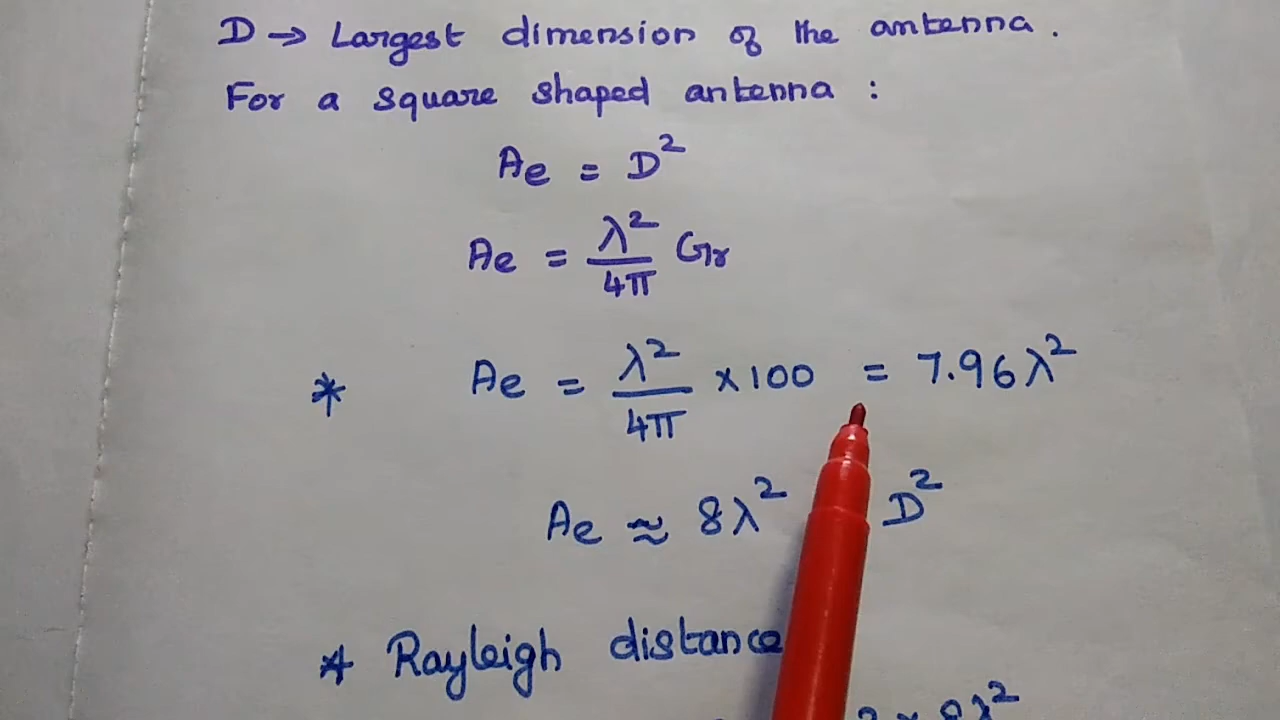 D → Largest dimension of the antenna.
For a square shaped antenna :
Ae = D²
Ae = λ²/4π Gr
* Ae = λ²/4π × 100 = 7.96λ²
Ae ≈ 8λ² D²
* Rayleigh distance
× 8λ²